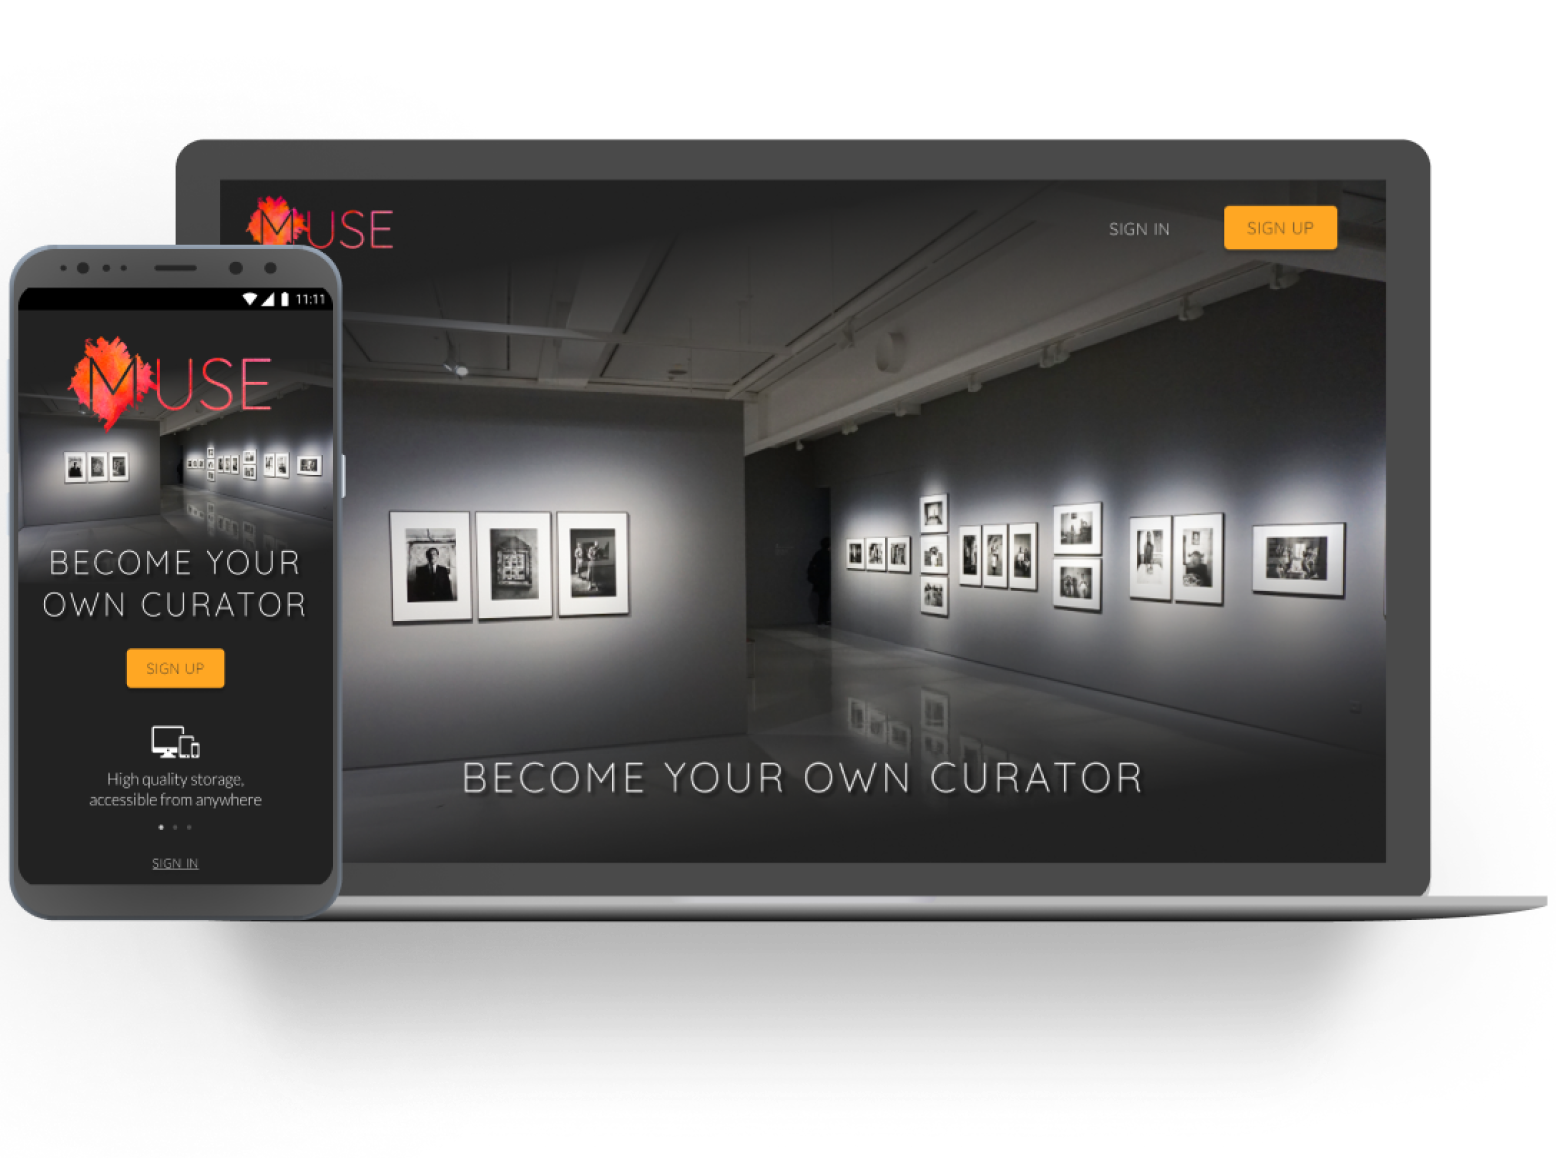 MUSE
SIGN IN
SIGN UP
BECOME YOUR OWN CURATOR
11:11
MUSE
BECOME YOUR
OWN CURATOR
SIGN UP
High quality storage,
accessible from anywhere
SIGN IN